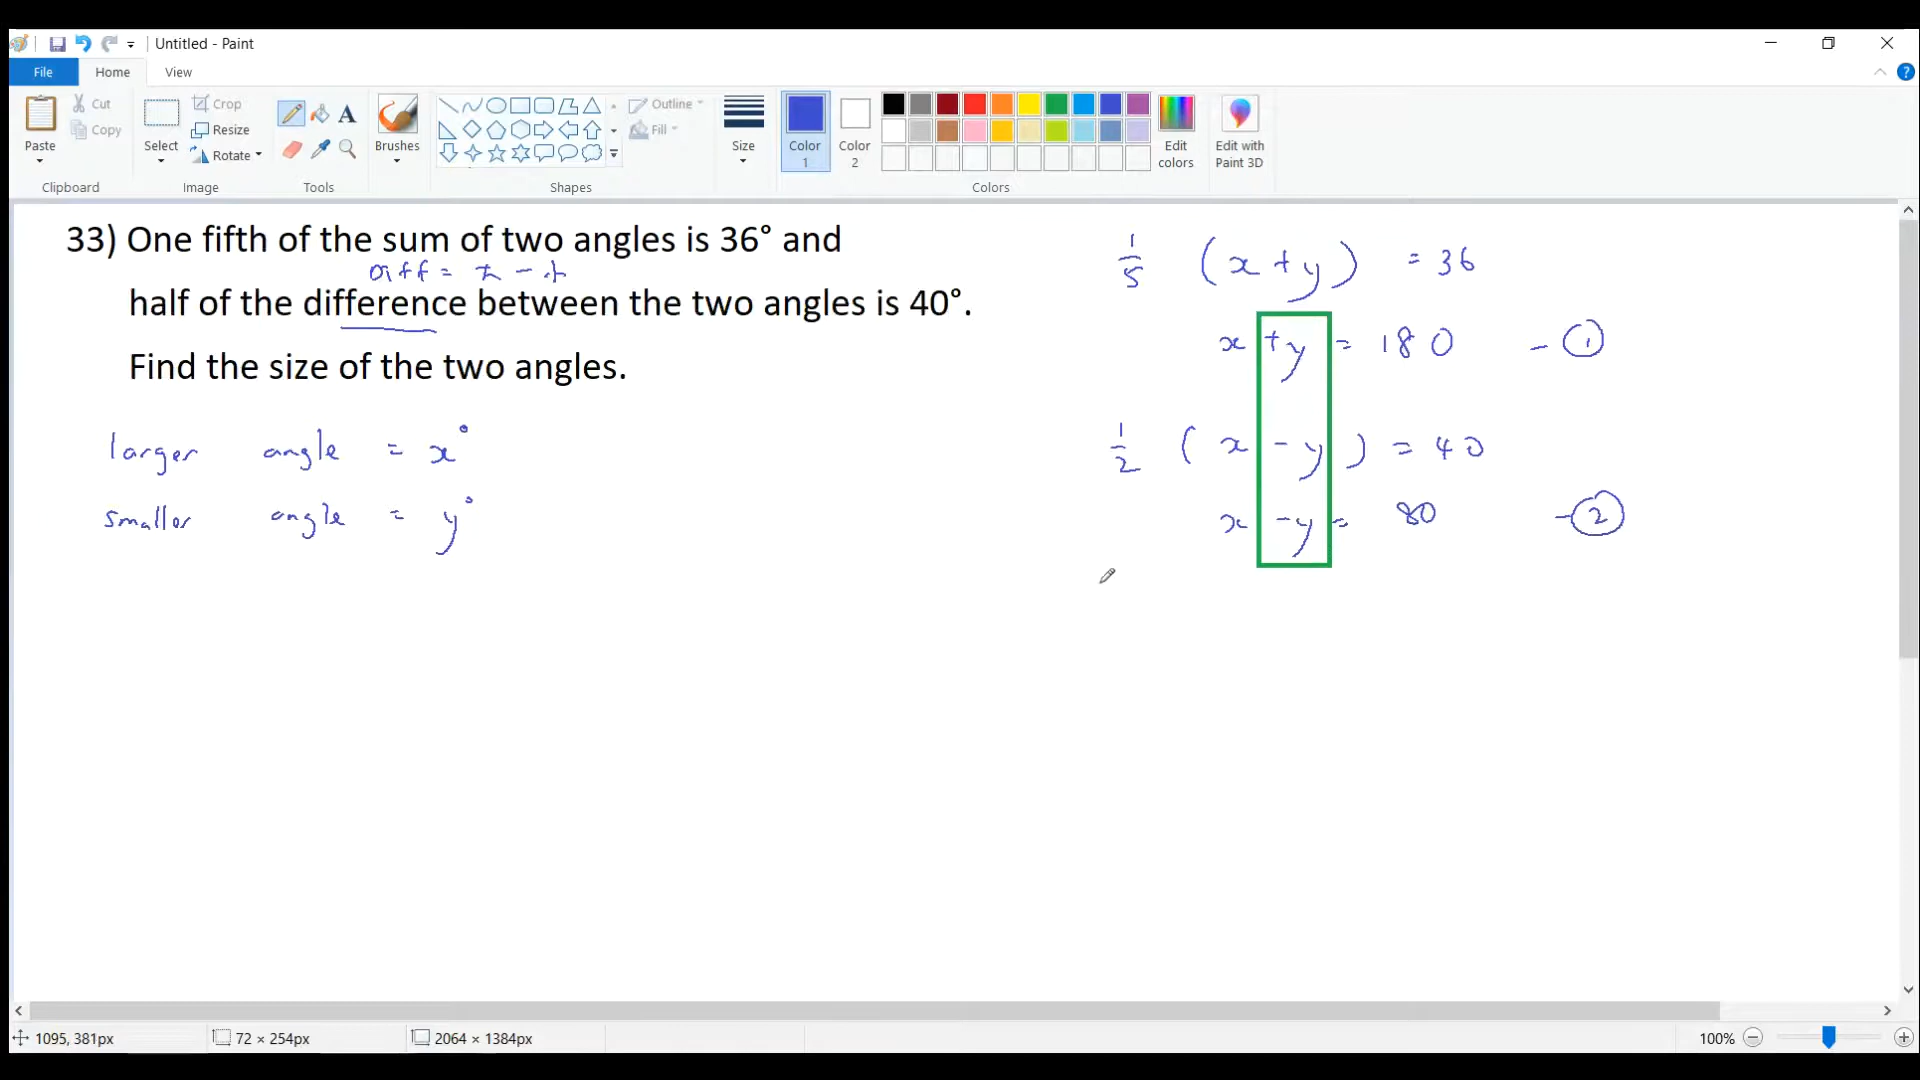 Untitled - Paint
File Home View
Paste
Cut
Copy
Clipboard
Select
Crop
Resize
Rotate
Image
Tools
Brushes
Shapes
Outline
Fill
Size
Color 1
Color 2
Edit colors
Edit with Paint 3D
Colors
33) One fifth of the sum of two angles is 36° and
Diff = x - y
half of the difference between the two angles is 40°.
Find the size of the two angles.
larger angle = x°
smaller angle = y°
1/5 (x + y) = 36
x + y = 180 - ①
1/2 ( x - y ) = 40
x - y = 80 - ②
1095, 381px
72 × 254px
2064 × 1384px
100%